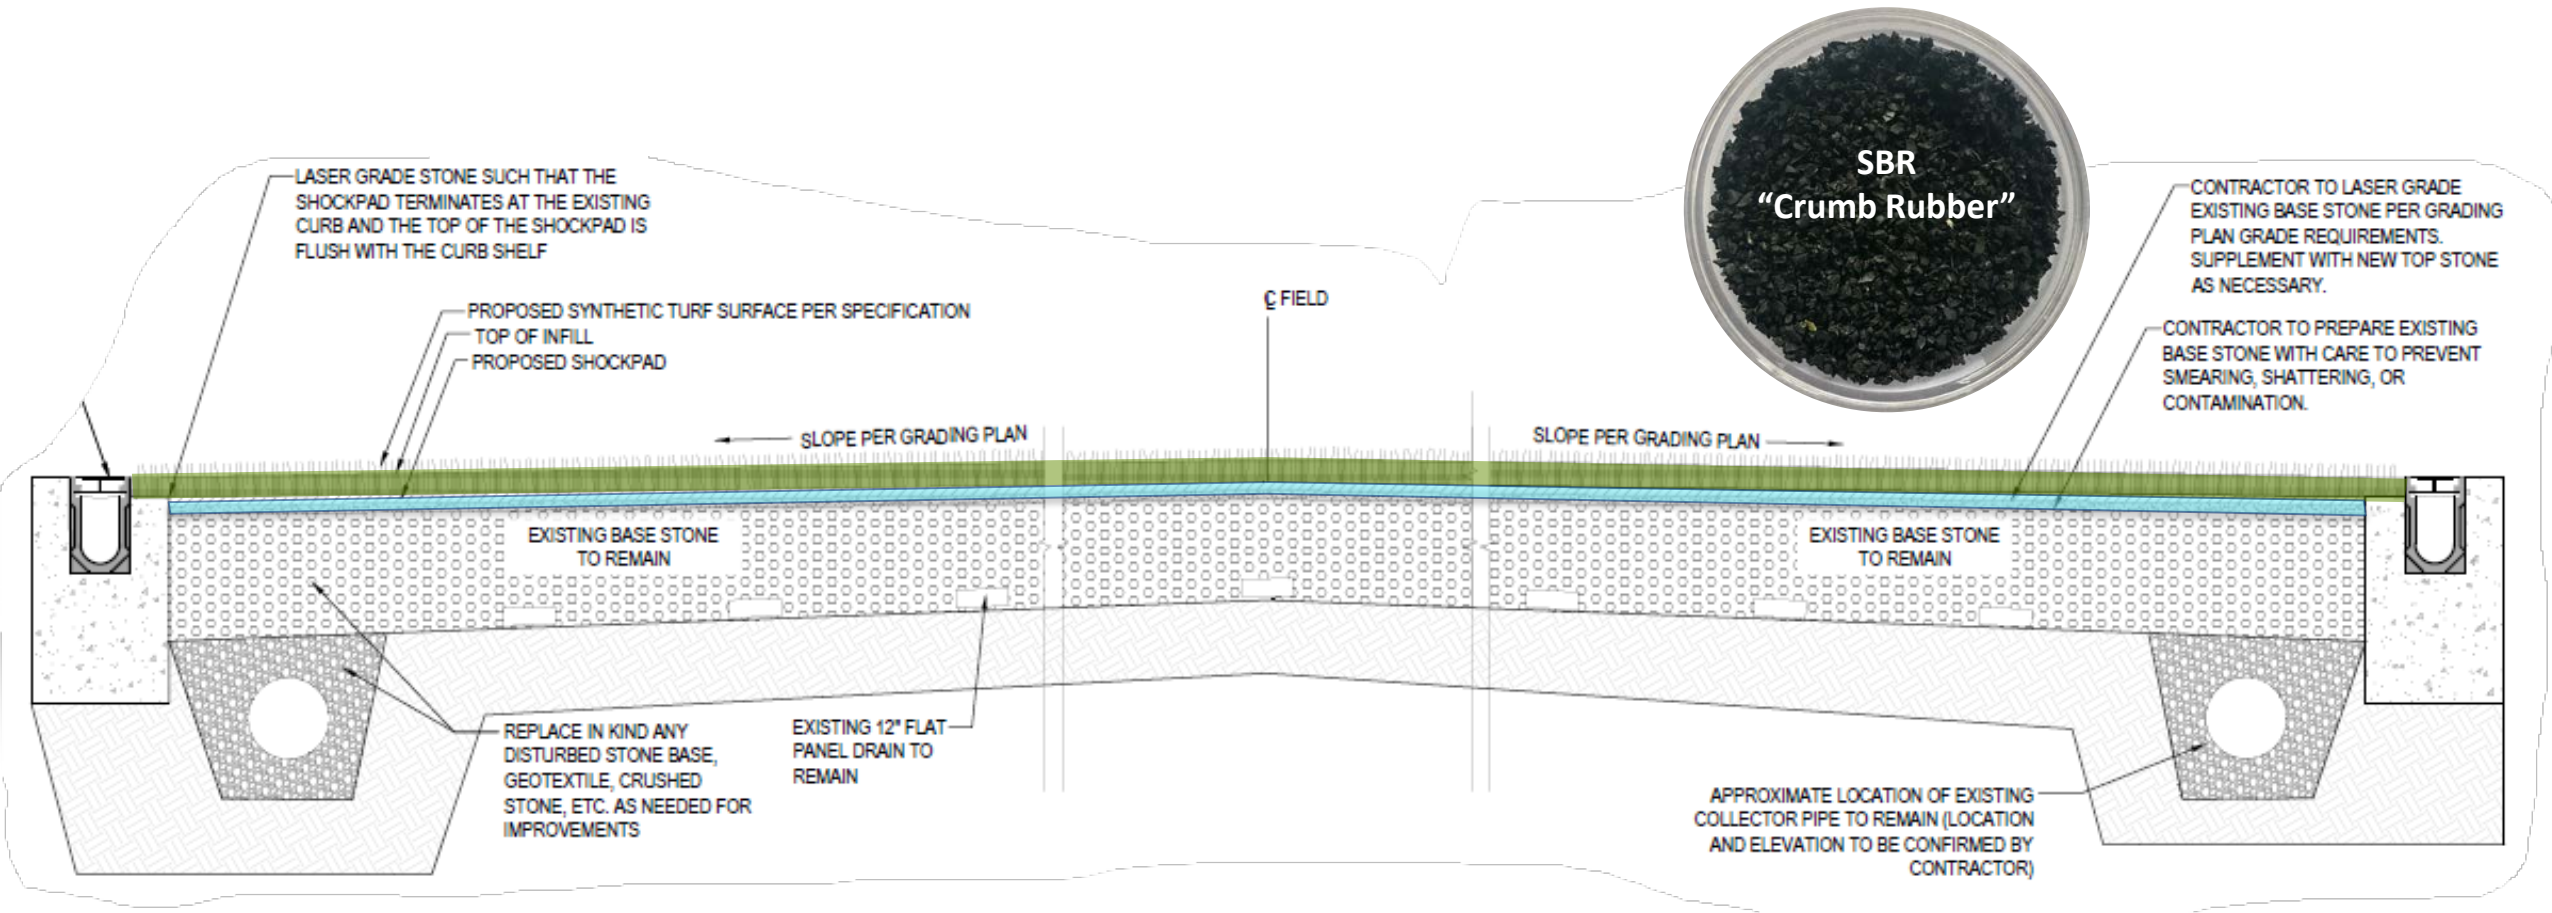 SBR
“Crumb Rubber”
LASER GRADE STONE SUCH THAT THE
SHOCKPAD TERMINATES AT THE EXISTING
CURB AND THE TOP OF THE SHOCKPAD IS
FLUSH WITH THE CURB SHELF
PROPOSED SYNTHETIC TURF SURFACE PER SPECIFICATION
TOP OF INFILL
PROPOSED SHOCKPAD
℄ FIELD
CONTRACTOR TO LASER GRADE
EXISTING BASE STONE PER GRADING
PLAN GRADE REQUIREMENTS.
SUPPLEMENT WITH NEW TOP STONE
AS NECESSARY.
CONTRACTOR TO PREPARE EXISTING
BASE STONE WITH CARE TO PREVENT
SMEARING, SHATTERING, OR
CONTAMINATION.
SLOPE PER GRADING PLAN
SLOPE PER GRADING PLAN
EXISTING BASE STONE
TO REMAIN
EXISTING BASE STONE
TO REMAIN
REPLACE IN KIND ANY
DISTURBED STONE BASE,
GEOTEXTILE, CRUSHED
STONE, ETC. AS NEEDED FOR
IMPROVEMENTS
EXISTING 12" FLAT
PANEL DRAIN TO
REMAIN
APPROXIMATE LOCATION OF EXISTING
COLLECTOR PIPE TO REMAIN (LOCATION
AND ELEVATION TO BE CONFIRMED BY
CONTRACTOR)